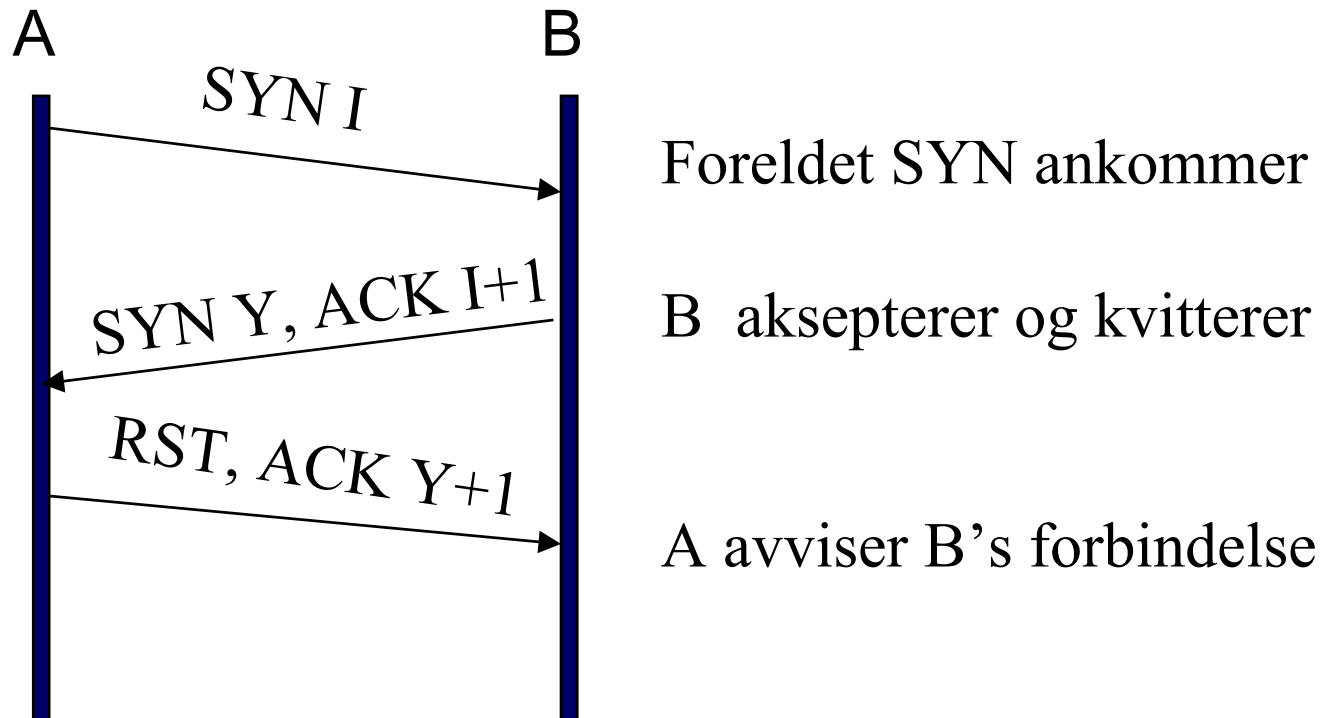 A
B
SYN I
Foreldet SYN ankommer
SYN Y, ACK I+1
B aksepterer og kvitterer
RST, ACK Y+1
A avviser B’s forbindelse